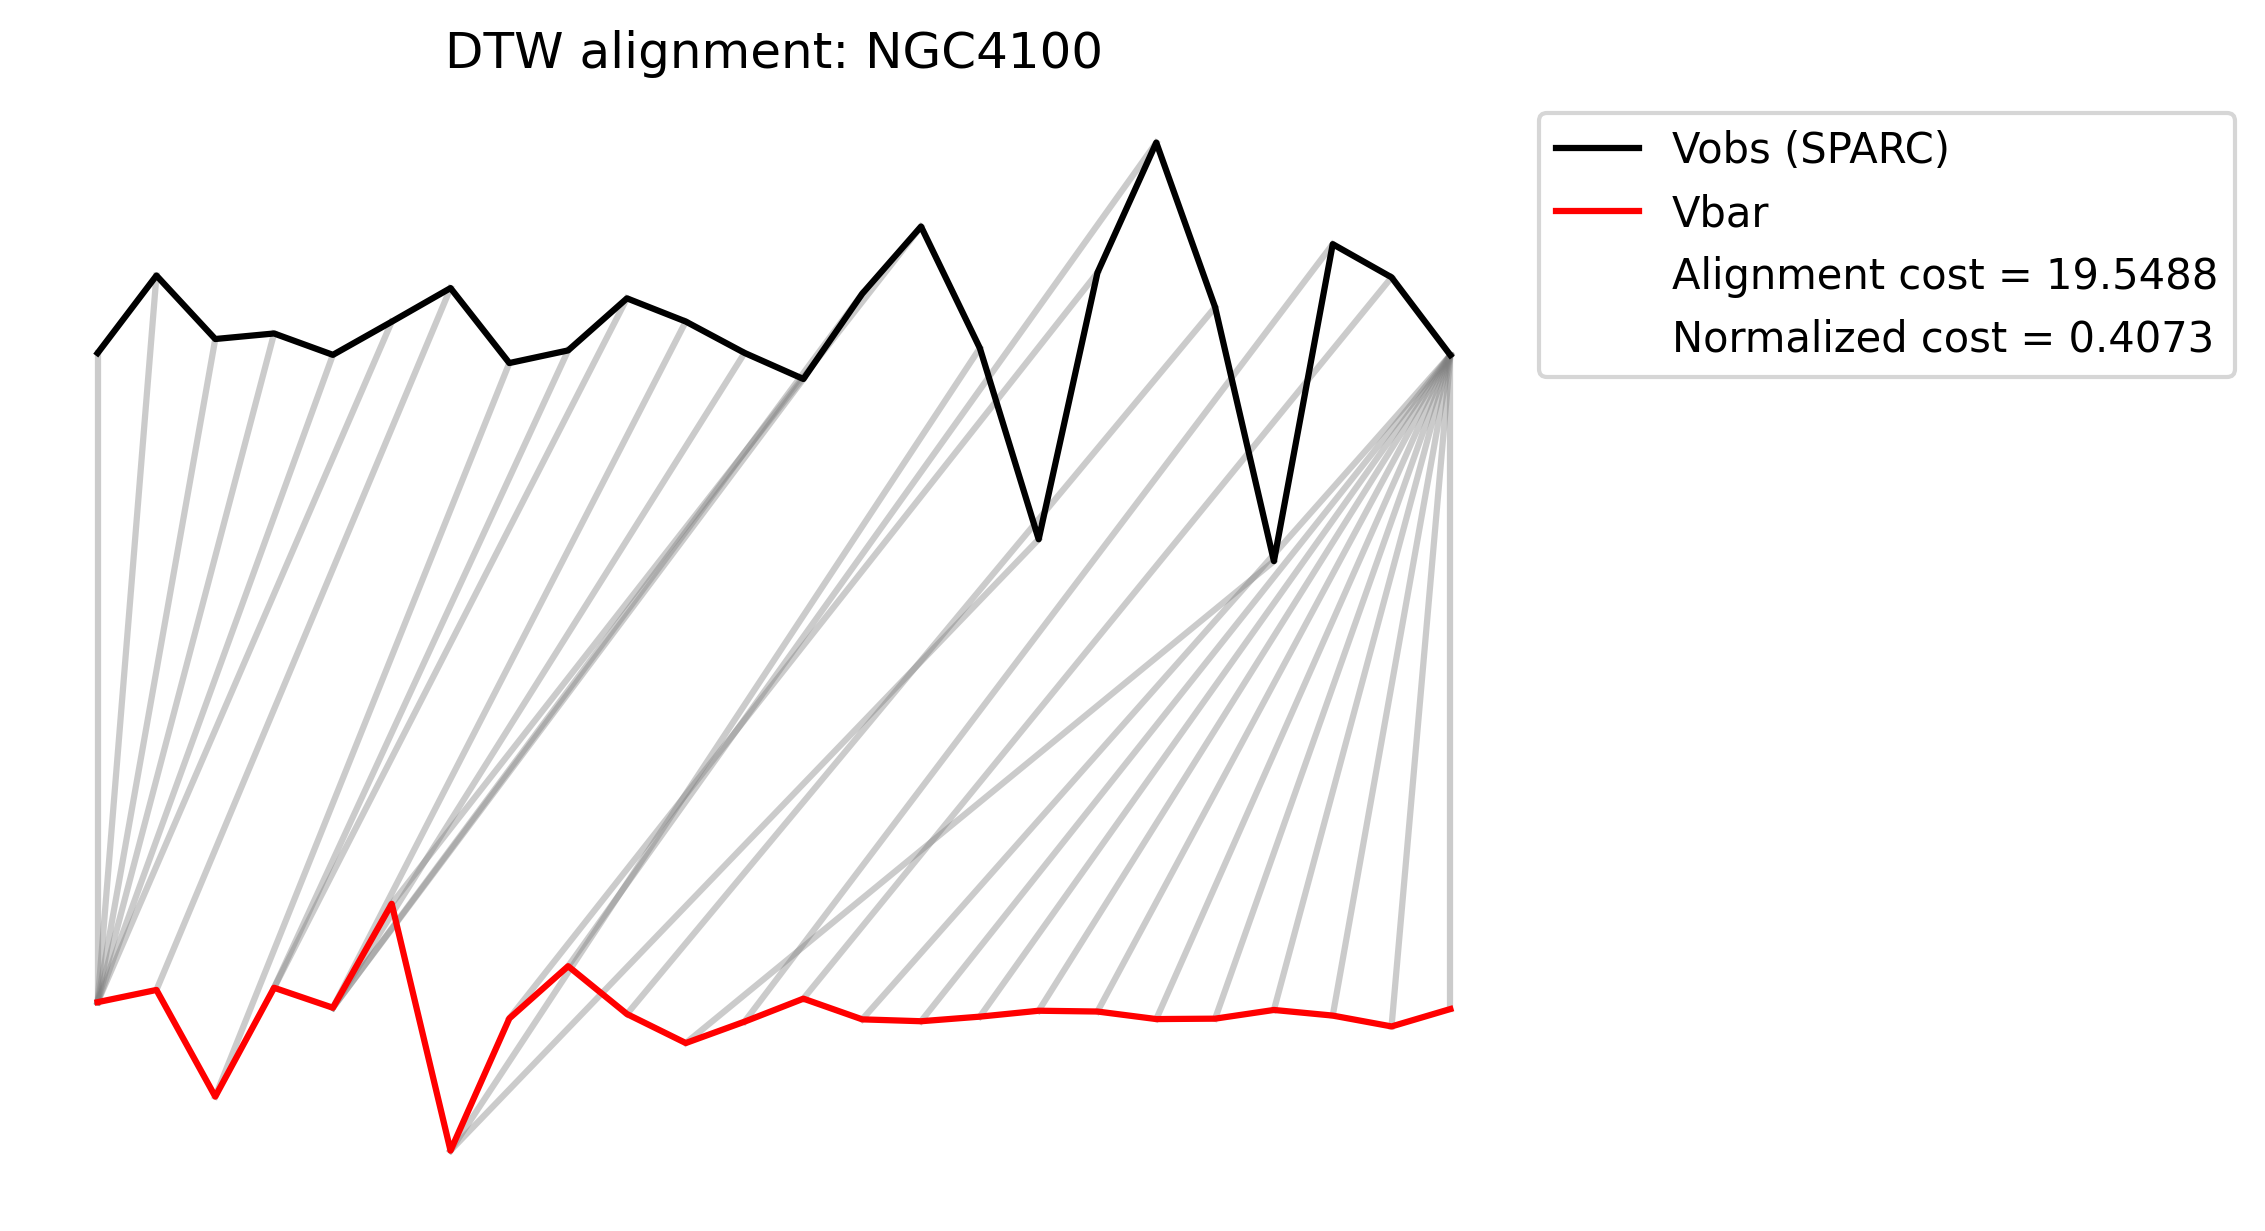 DTW alignment: NGC4100
Vobs (SPARC)
Vbar
Alignment cost = 19.5488
Normalized cost = 0.4073